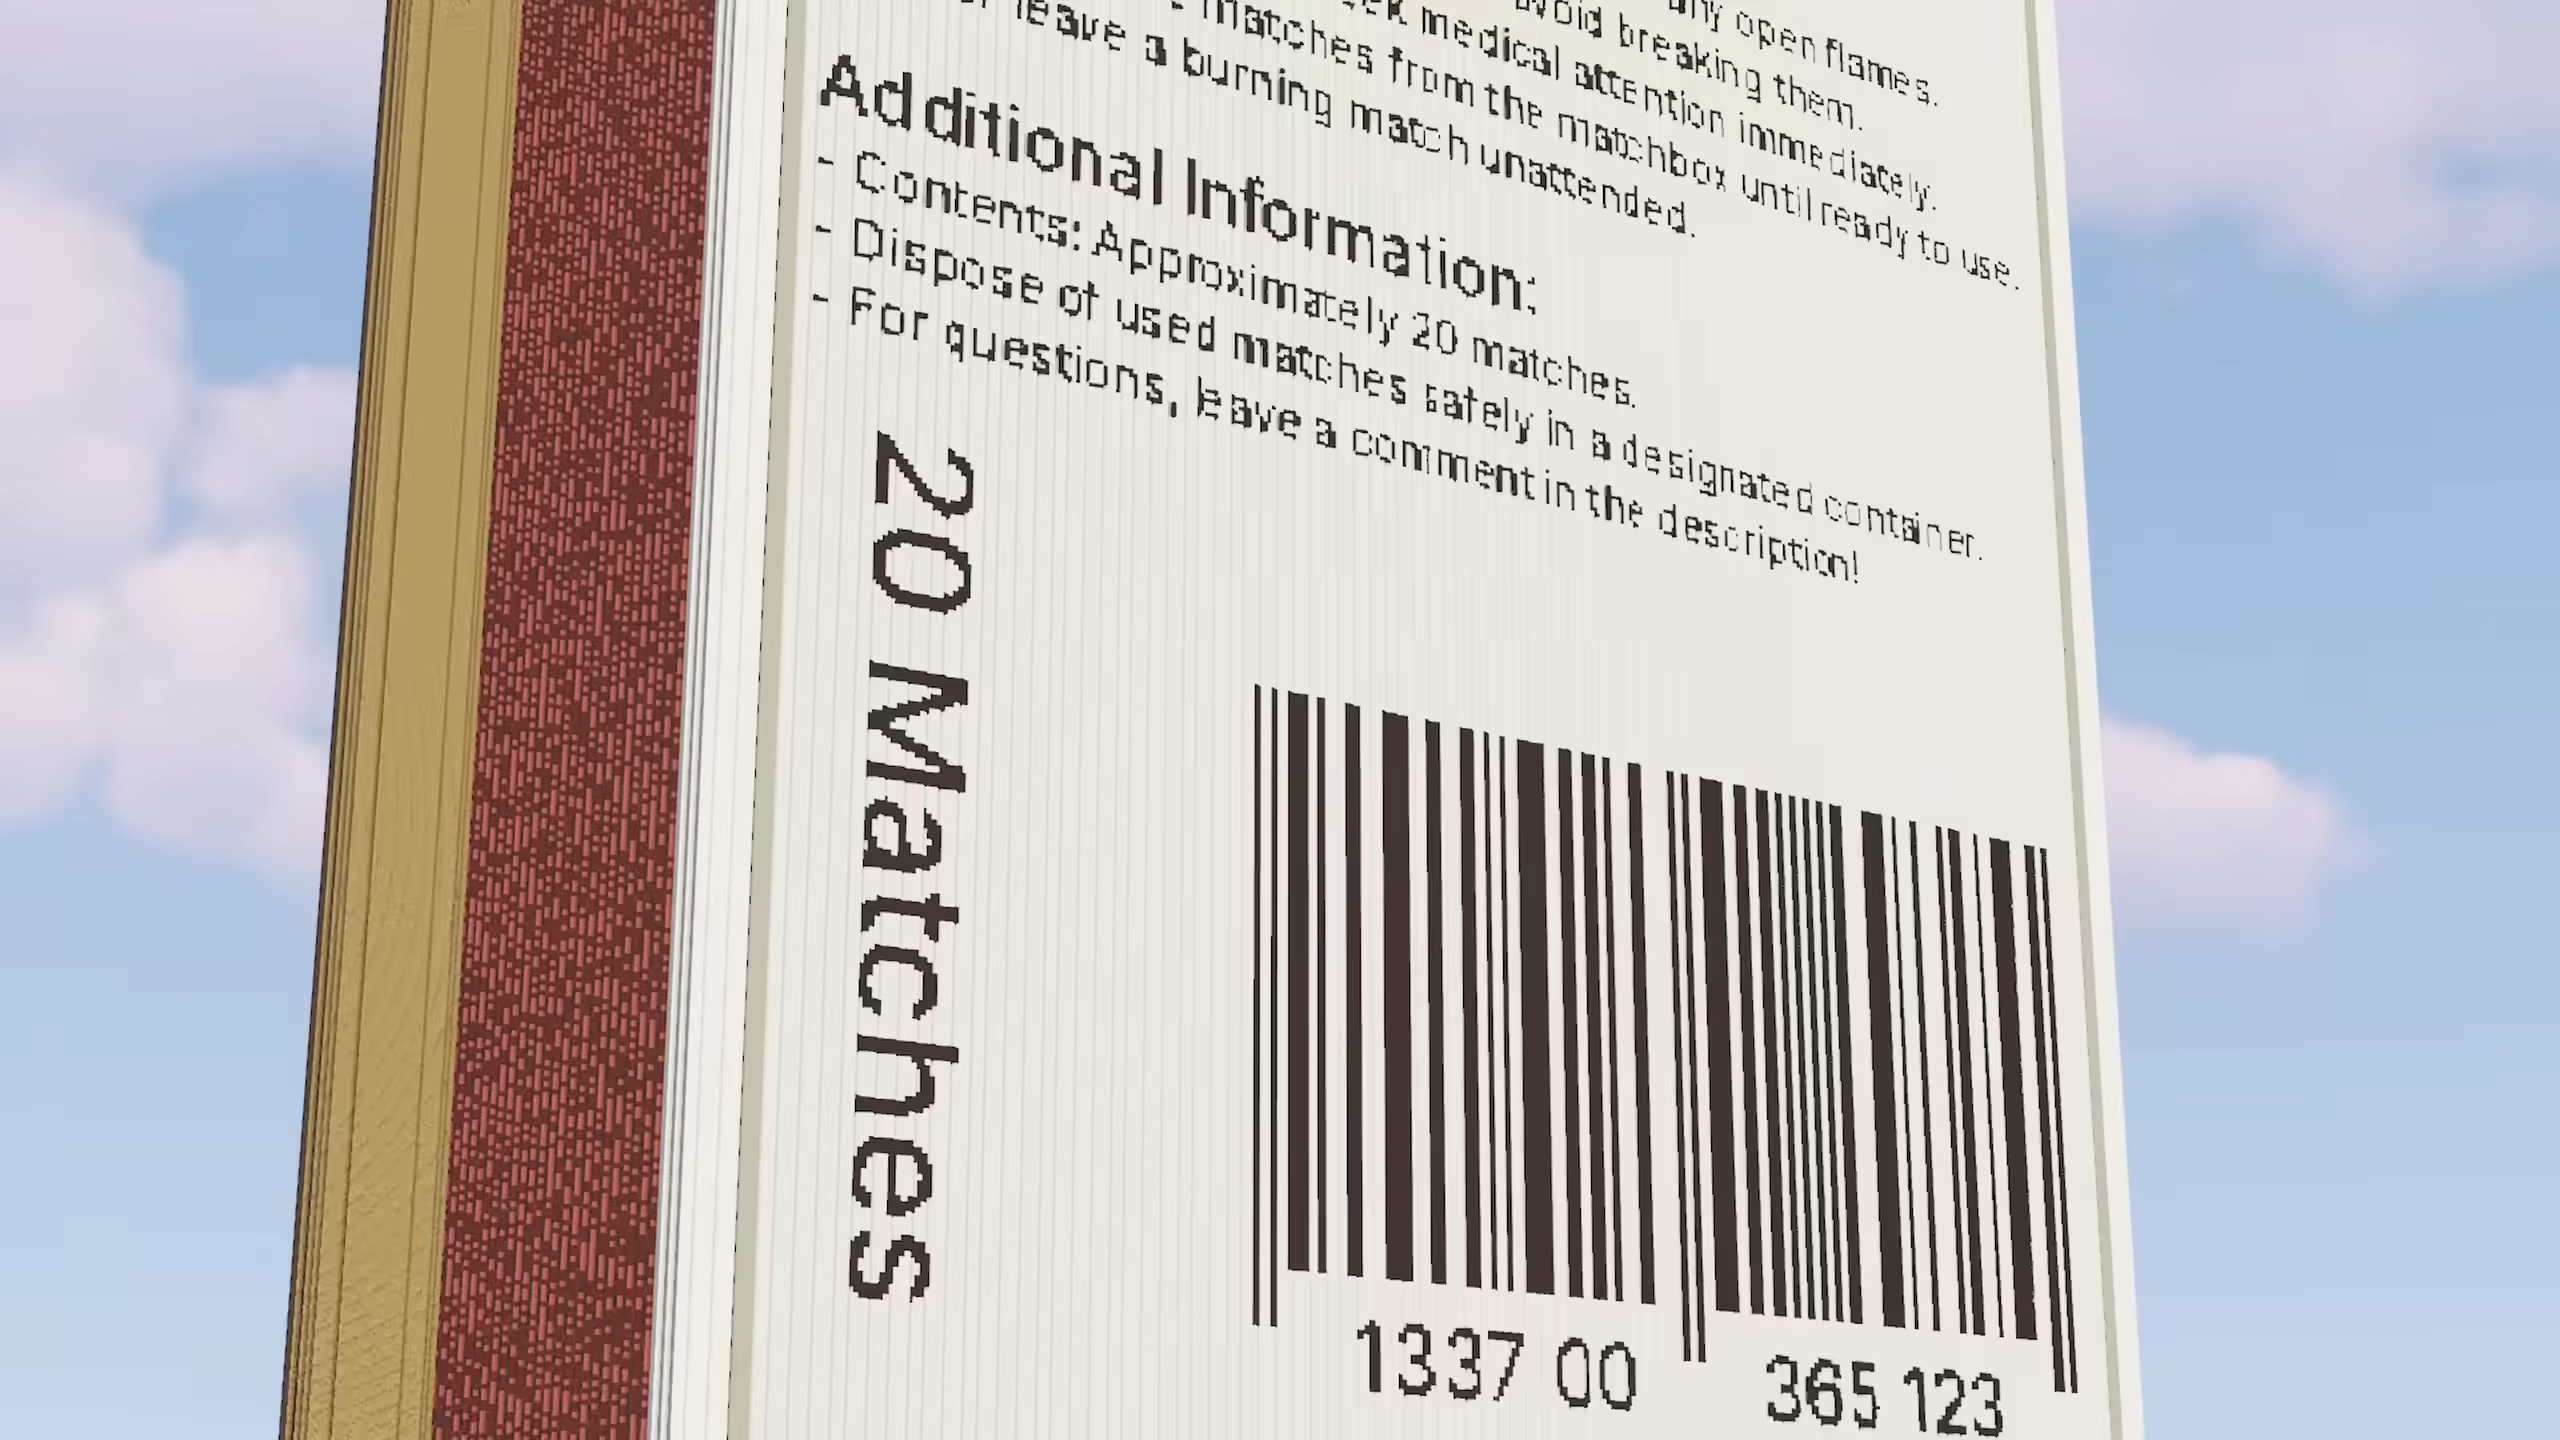 any open flames.
avoid breaking them.
medical attention immediately.
- matches from the matchbox until ready to use.
leave a burning match unattended.
Additional Information:
- Contents: Approximately 20 matches.
- Dispose of used matches safely in a designated container.
- For questions, leave a comment in the description!
20 Matches
1337 00 365 123